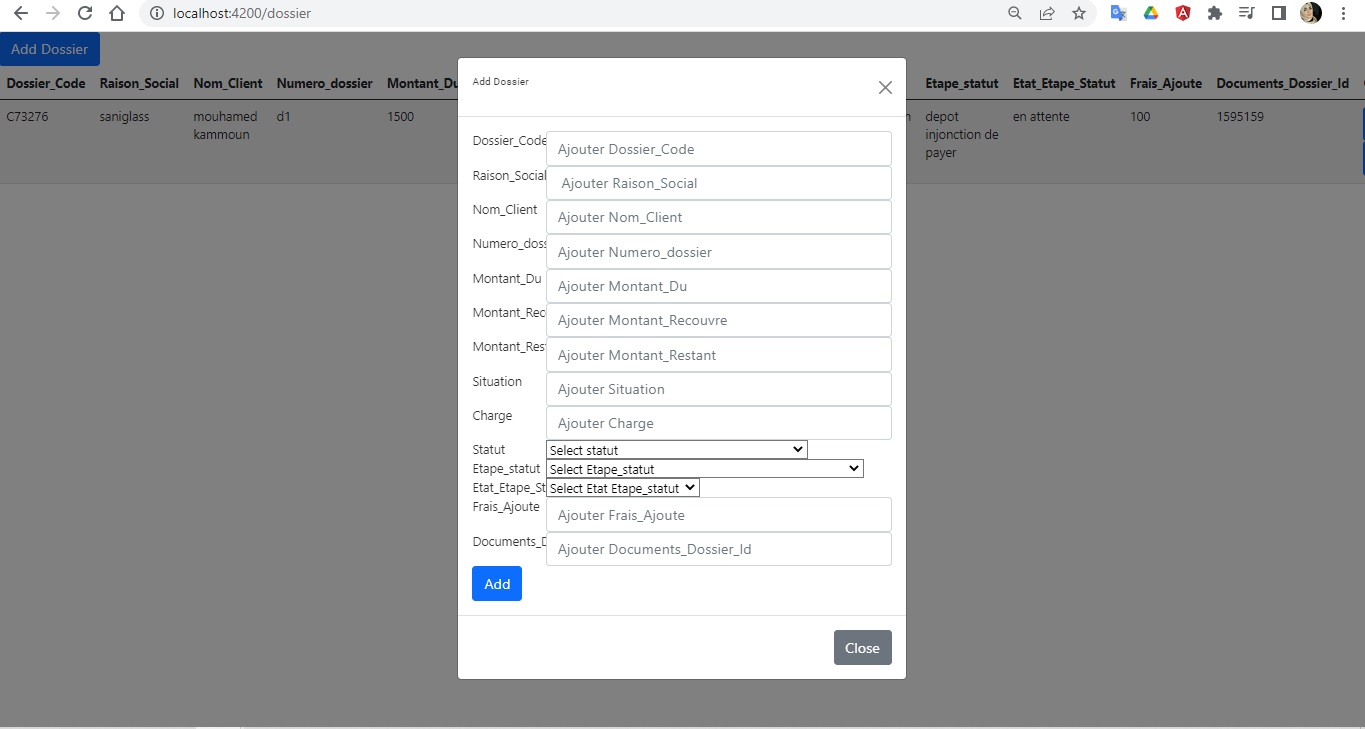 localhost:4200/dossier
Add Dossier
Dossier_Code Raison_Social Nom_Client Numero_dossier Montant_Du Etape_statut Etat_Etape_Statut Frais_Ajoute Documents_Dossier_Id
C73276 saniglass mouhamed d1 1500 n depot en attente 100 1595159
kammoun injonction de
payer
Add Dossier
Dossier_Code Ajouter Dossier_Code
Raison_Social Ajouter Raison_Social
Nom_Client Ajouter Nom_Client
Numero_doss Ajouter Numero_dossier
Montant_Du Ajouter Montant_Du
Montant_Rec Ajouter Montant_Recouvre
Montant_Res Ajouter Montant_Restant
Situation Ajouter Situation
Charge Ajouter Charge
Statut Select statut
Etape_statut Select Etape_statut
Etat_Etape_St Select Etat Etape_statut
Frais_Ajoute Ajouter Frais_Ajoute
Documents_D Ajouter Documents_Dossier_Id
Add
Close